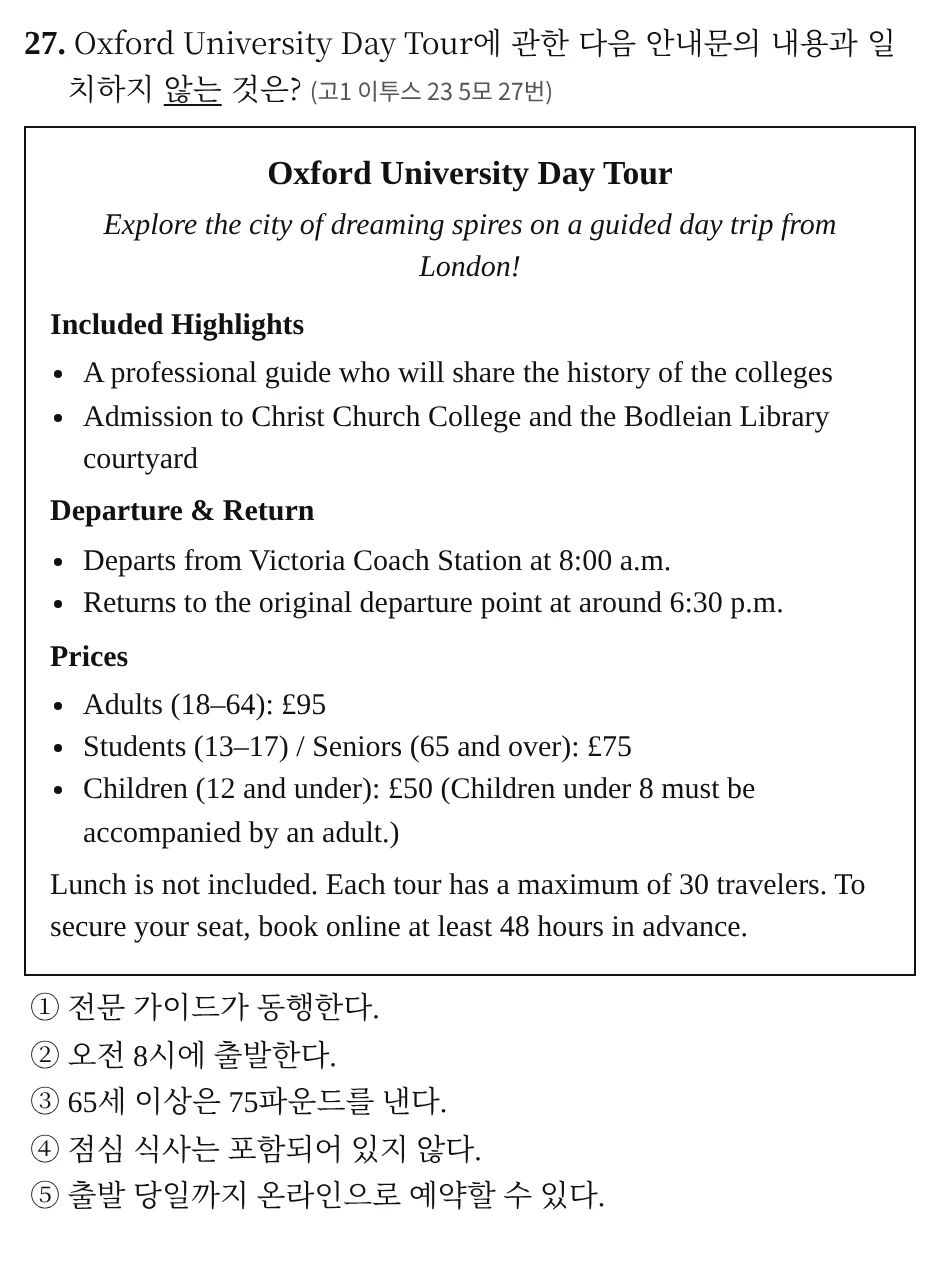 27. Oxford University Day Tour에 관한 다음 안내문의 내용과 일
치하지 않는 것은? (고1 이투스 23 5모 27번)
Oxford University Day Tour
Explore the city of dreaming spires on a guided day trip from
London!
Included Highlights
• A professional guide who will share the history of the colleges
• Admission to Christ Church College and the Bodleian Library
courtyard
Departure & Return
• Departs from Victoria Coach Station at 8:00 a.m.
• Returns to the original departure point at around 6:30 p.m.
Prices
• Adults (18–64): £95
• Students (13–17) / Seniors (65 and over): £75
• Children (12 and under): £50 (Children under 8 must be
accompanied by an adult.)
Lunch is not included. Each tour has a maximum of 30 travelers. To
secure your seat, book online at least 48 hours in advance.
① 전문 가이드가 동행한다.
② 오전 8시에 출발한다.
③ 65세 이상은 75파운드를 낸다.
④ 점심 식사는 포함되어 있지 않다.
⑤ 출발 당일까지 온라인으로 예약할 수 있다.